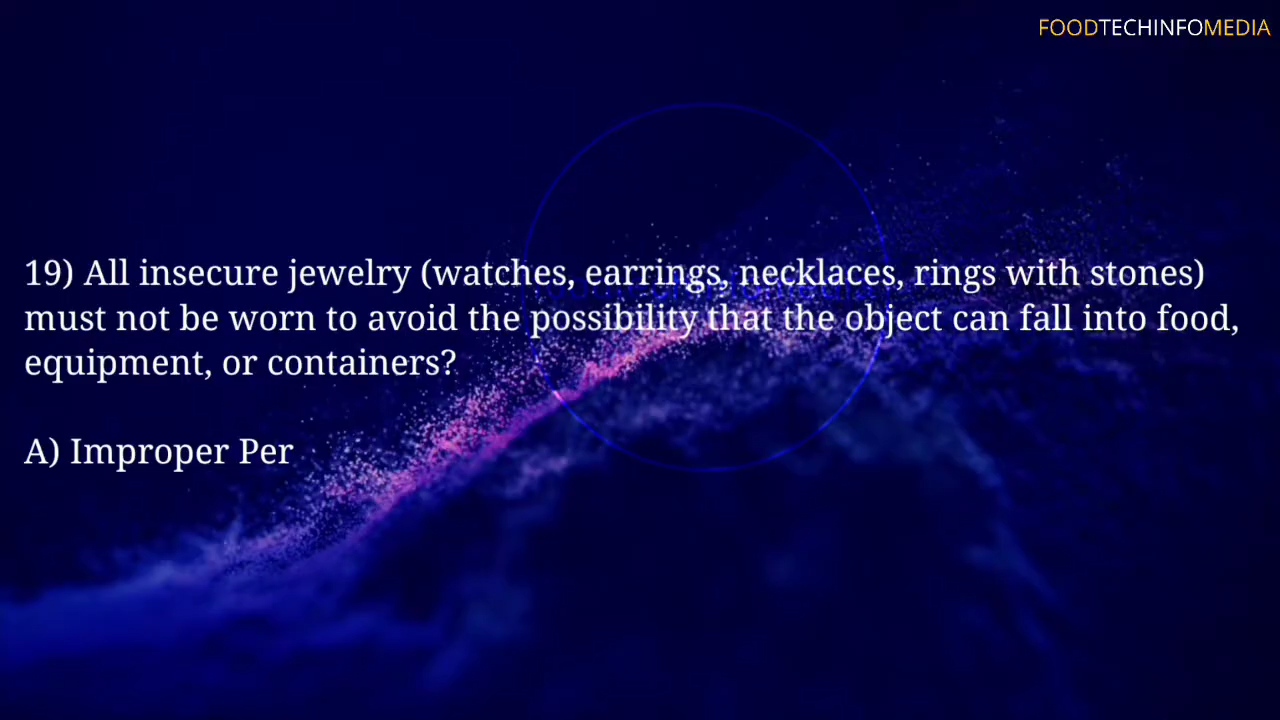 FOODTECHINFOMEDIA
19) All insecure jewelry (watches, earrings, necklaces, rings with stones)
must not be worn to avoid the possibility that the object can fall into food,
equipment, or containers?
A) Improper Per